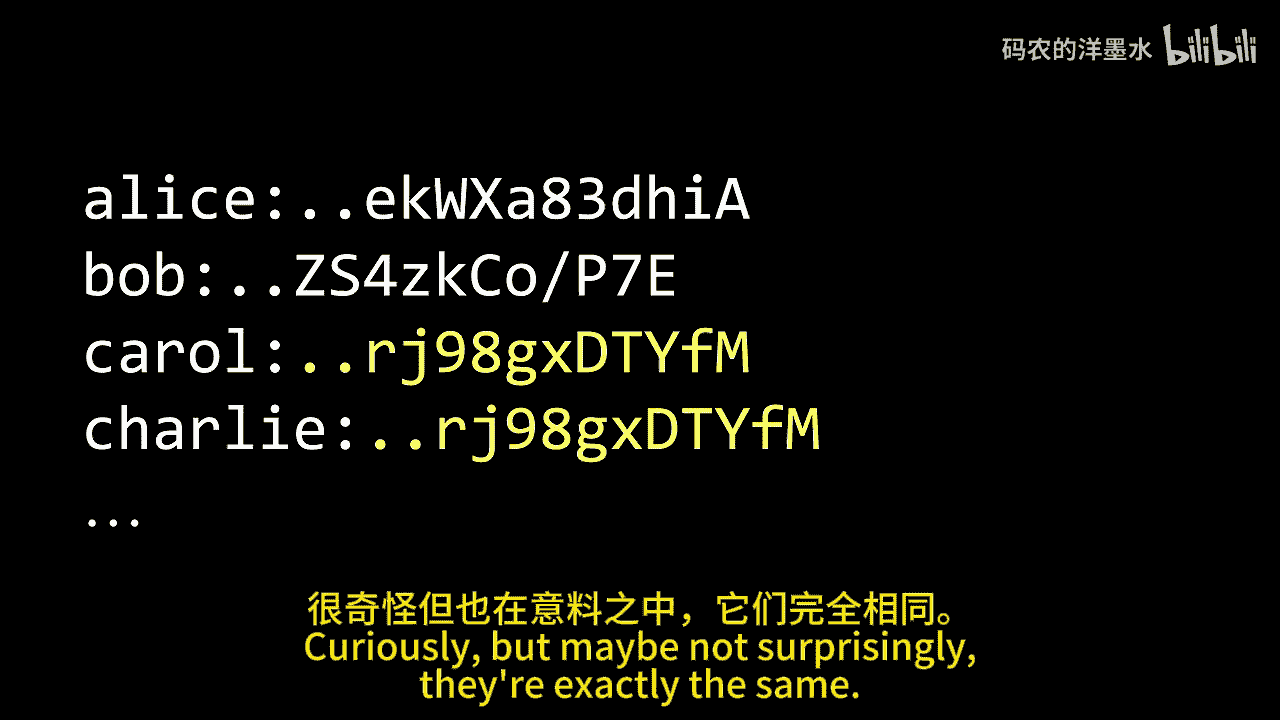 码农的洋墨水 bilibili
alice:..ekWXa83dhiA
bob:..ZS4zkCo/P7E
carol:..rj98gxDTYfM
charlie:..rj98gxDTYfM
...
很奇怪但也在意料之中，它们完全相同。
Curiously, but maybe not surprisingly,
they're exactly the same.